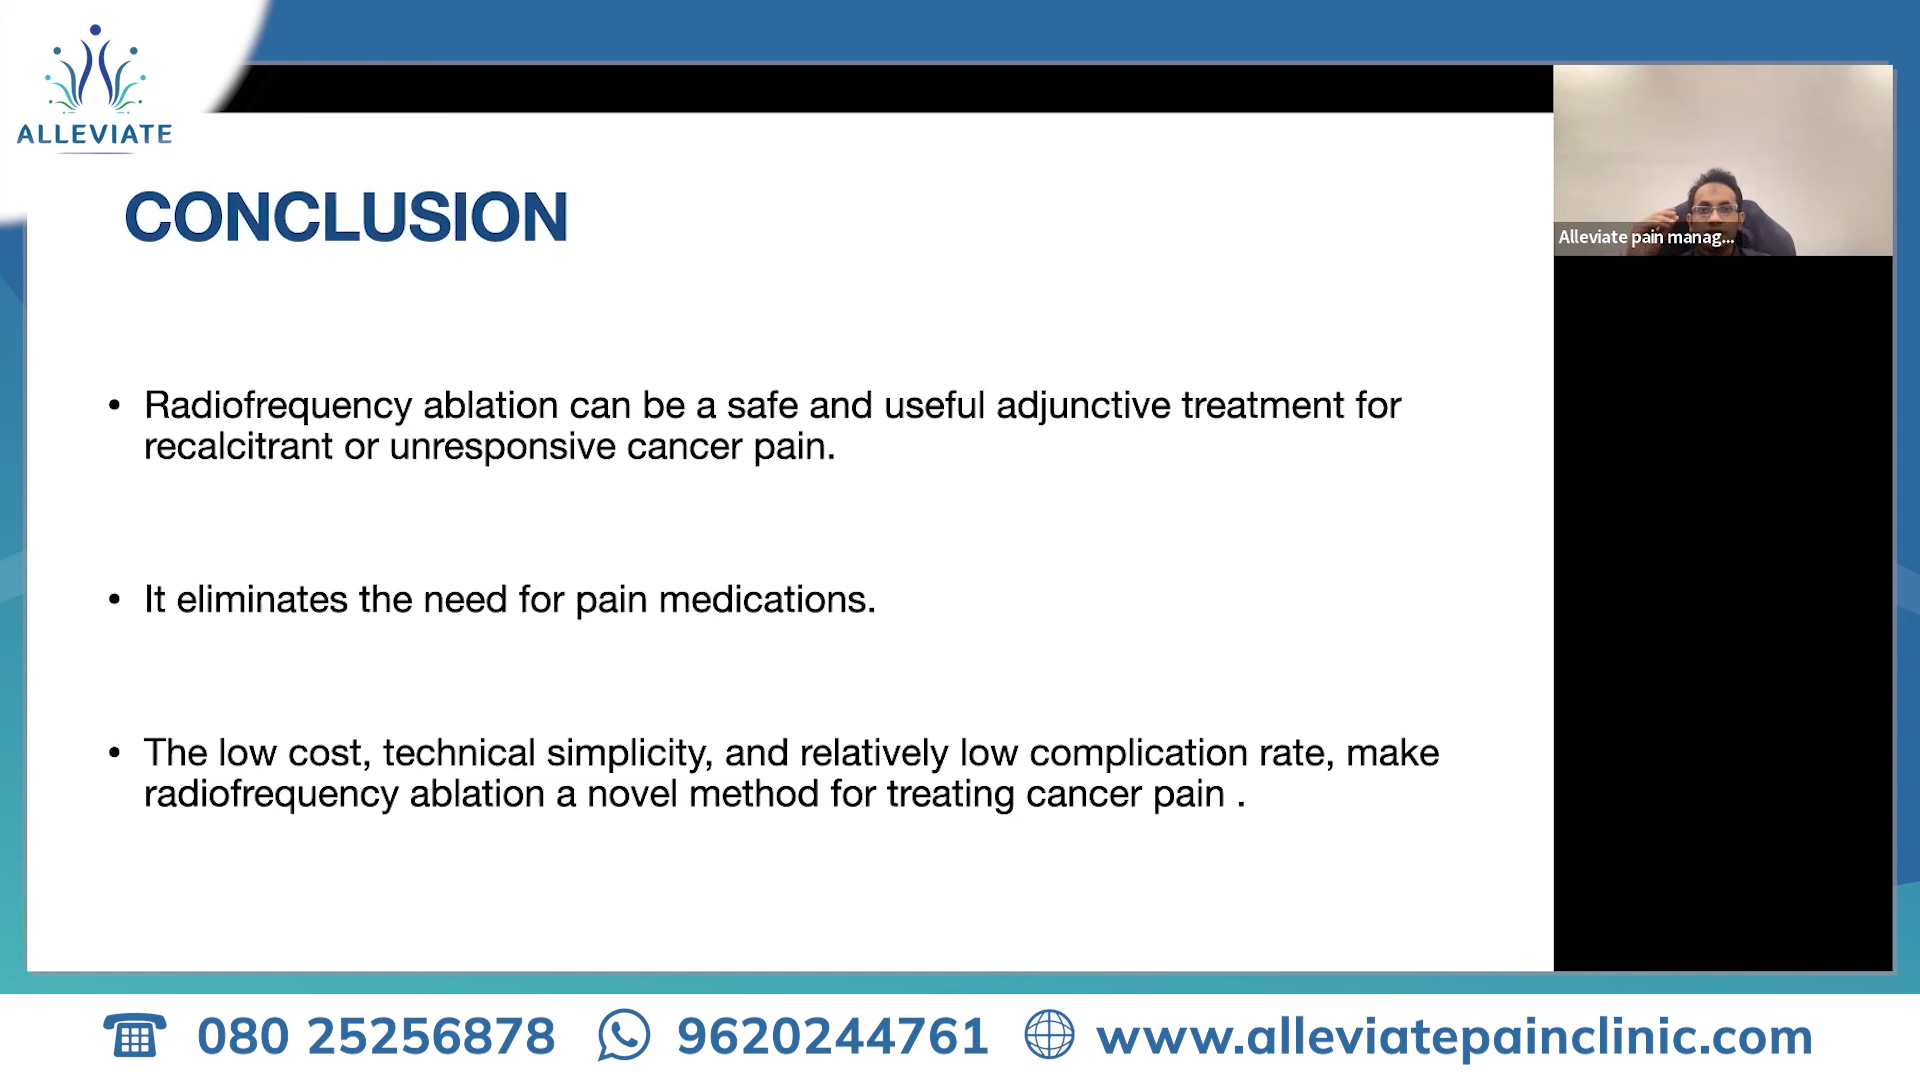 ALLEVIATE
CONCLUSION
Alleviate pain manag...
• Radiofrequency ablation can be a safe and useful adjunctive treatment for
recalcitrant or unresponsive cancer pain.
• It eliminates the need for pain medications.
• The low cost, technical simplicity, and relatively low complication rate, make
radiofrequency ablation a novel method for treating cancer pain .
080 25256878 9620244761 www.alleviatepainclinic.com